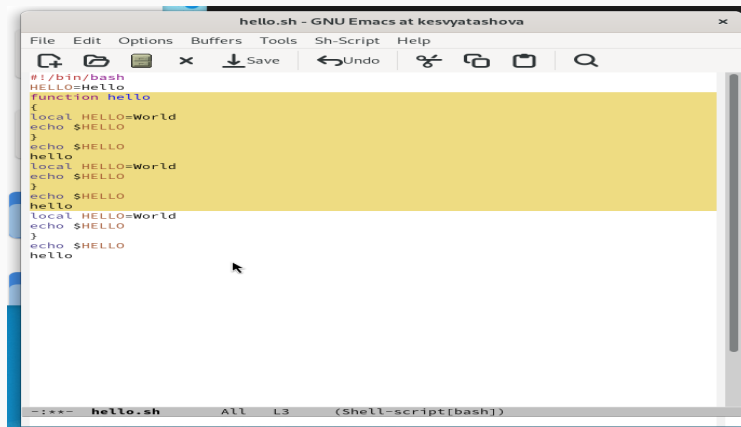 hello.sh - GNU Emacs at kesvyatashova
File Edit Options Buffers Tools Sh-Script Help
Save Undo
#!/bin/bash
HELLO=Hello
function hello
{
local HELLO=World
echo $HELLO
}
echo $HELLO
hello
local HELLO=World
echo $HELLO
}
echo $HELLO
hello
local HELLO=World
echo $HELLO
}
echo $HELLO
hello
-:**- hello.sh All L3 (Shell-script[bash])